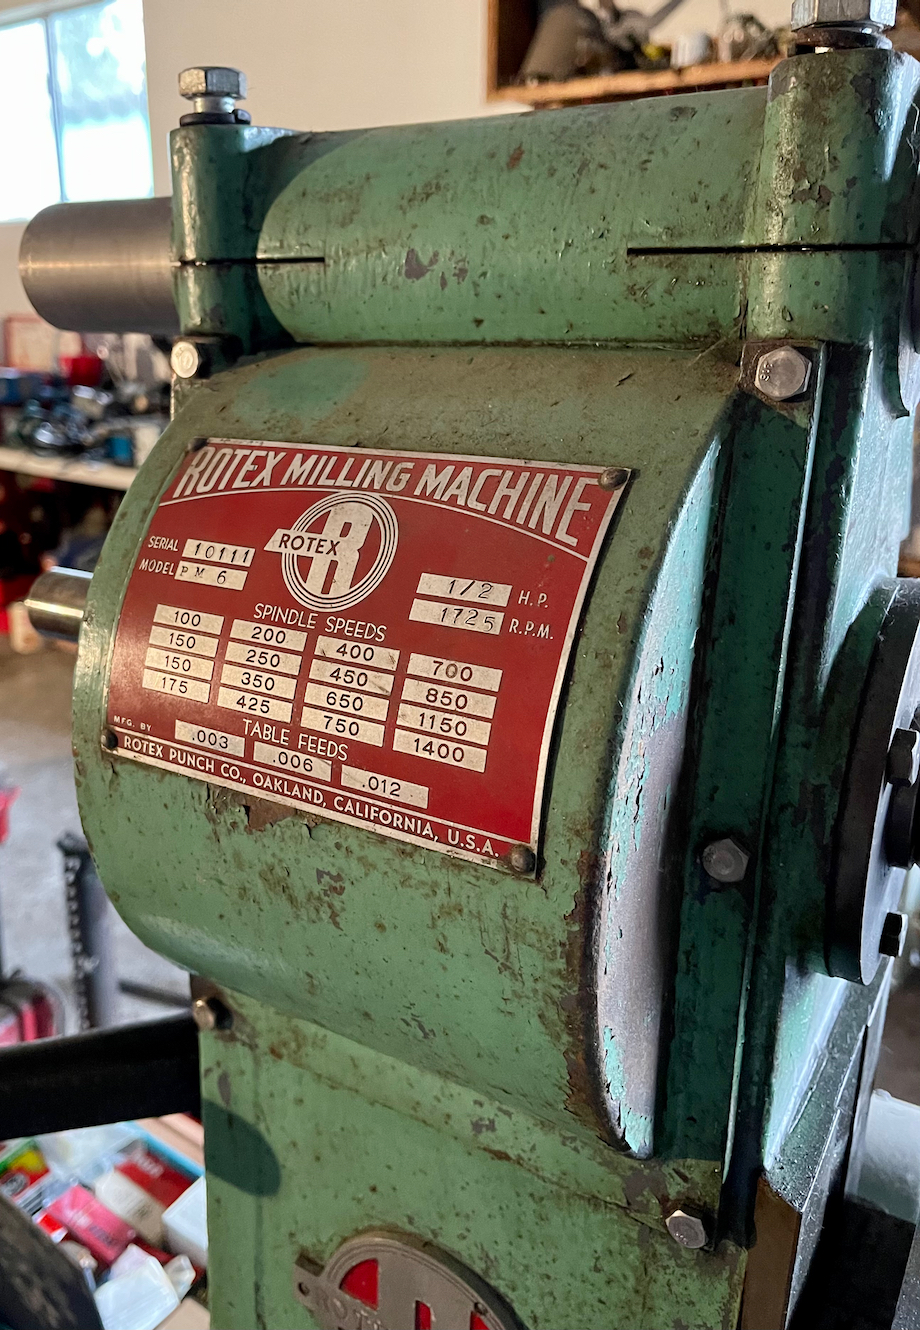 ROTEX MILLING MACHINE
R
ROTEX
SERIAL 10111
MODEL PM 6
1/2 H.P.
1725 R.P.M.
SPINDLE SPEEDS
100 200 400 700
150 250 450 850
150 350 650 1150
175 425 750 1400
TABLE FEEDS
.003 .006 .012
MFG. BY
ROTEX PUNCH CO., OAKLAND, CALIFORNIA, U.S.A.